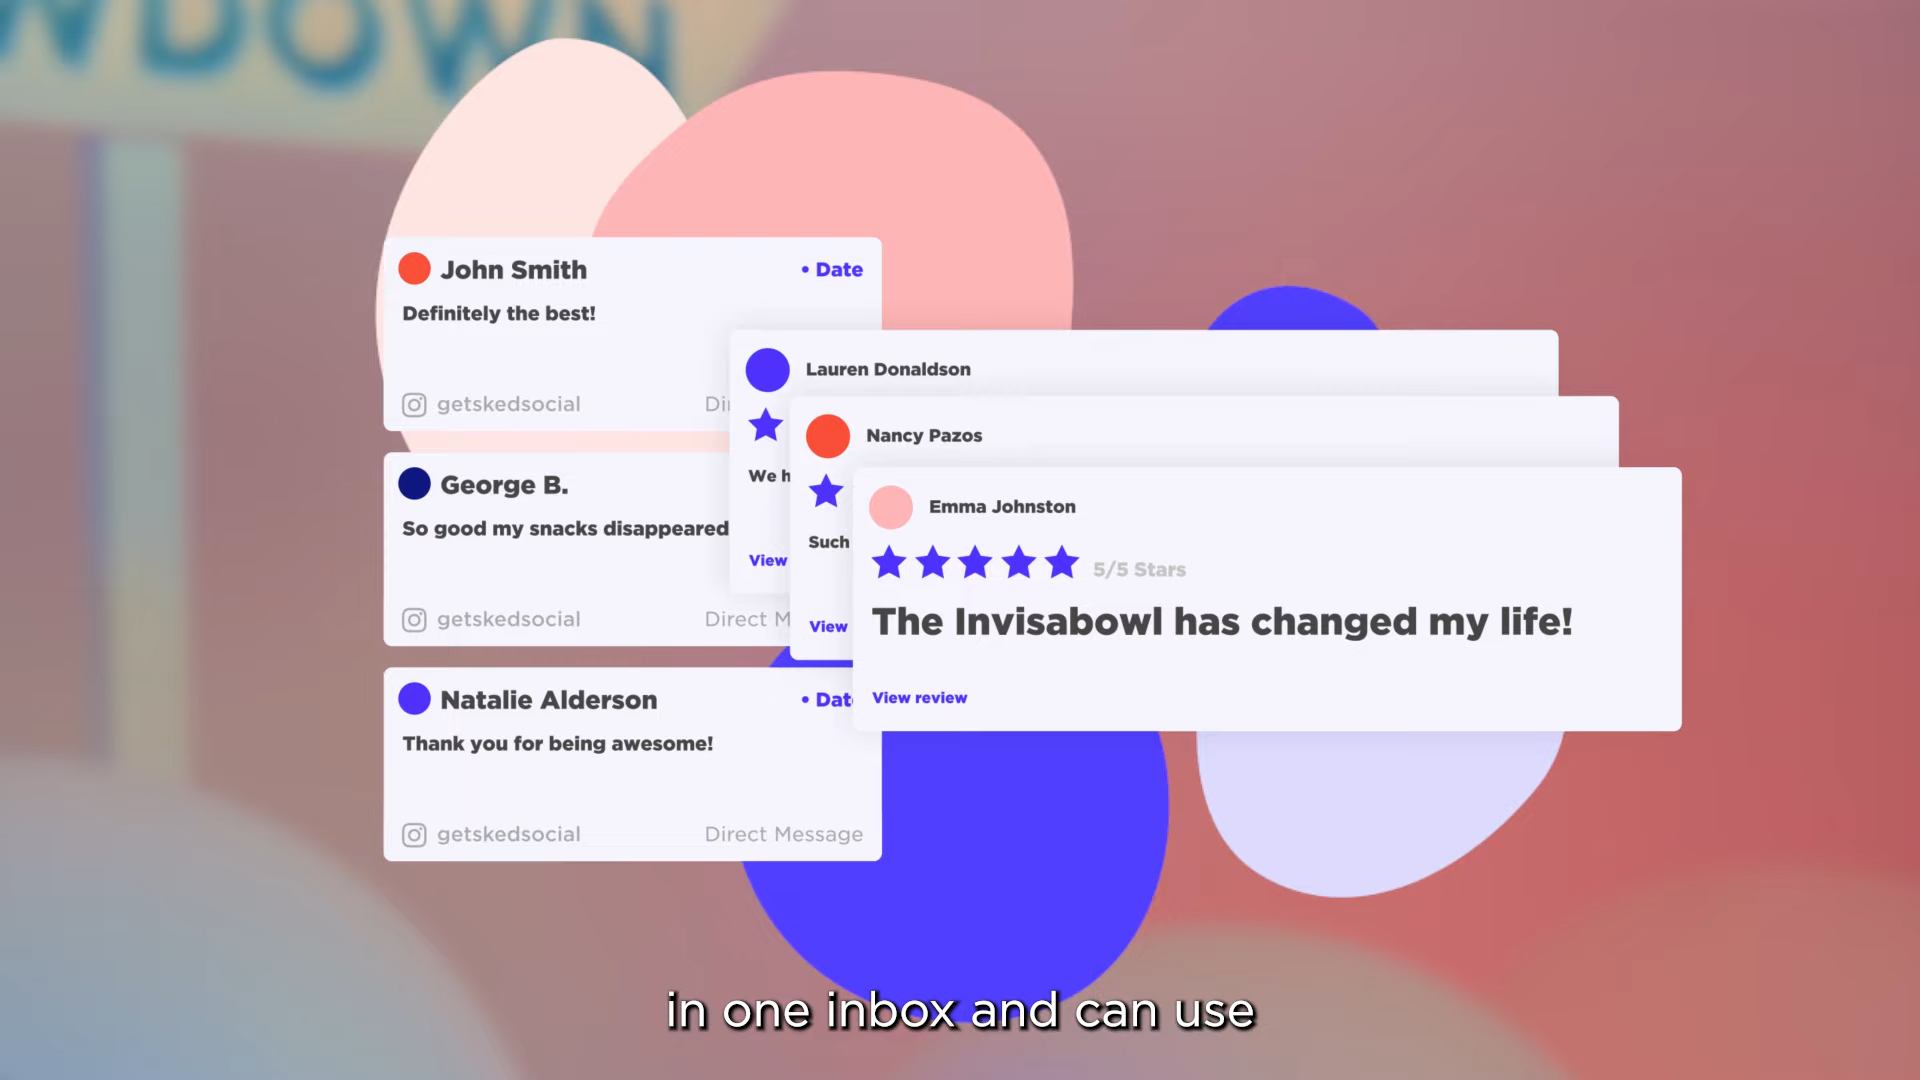 John Smith
• Date
Definitely the best!
getskedsocial
George B.
So good my snacks disappeared
getskedsocial
Direct
Natalie Alderson
•
Thank you for being awesome!
getskedsocial
Direct Message
Lauren Donaldson
We
View
Nancy Pazos
Such
View
Emma Johnston
5/5 Stars
The Invisabowl has changed my life!
View review
in one inbox and can use